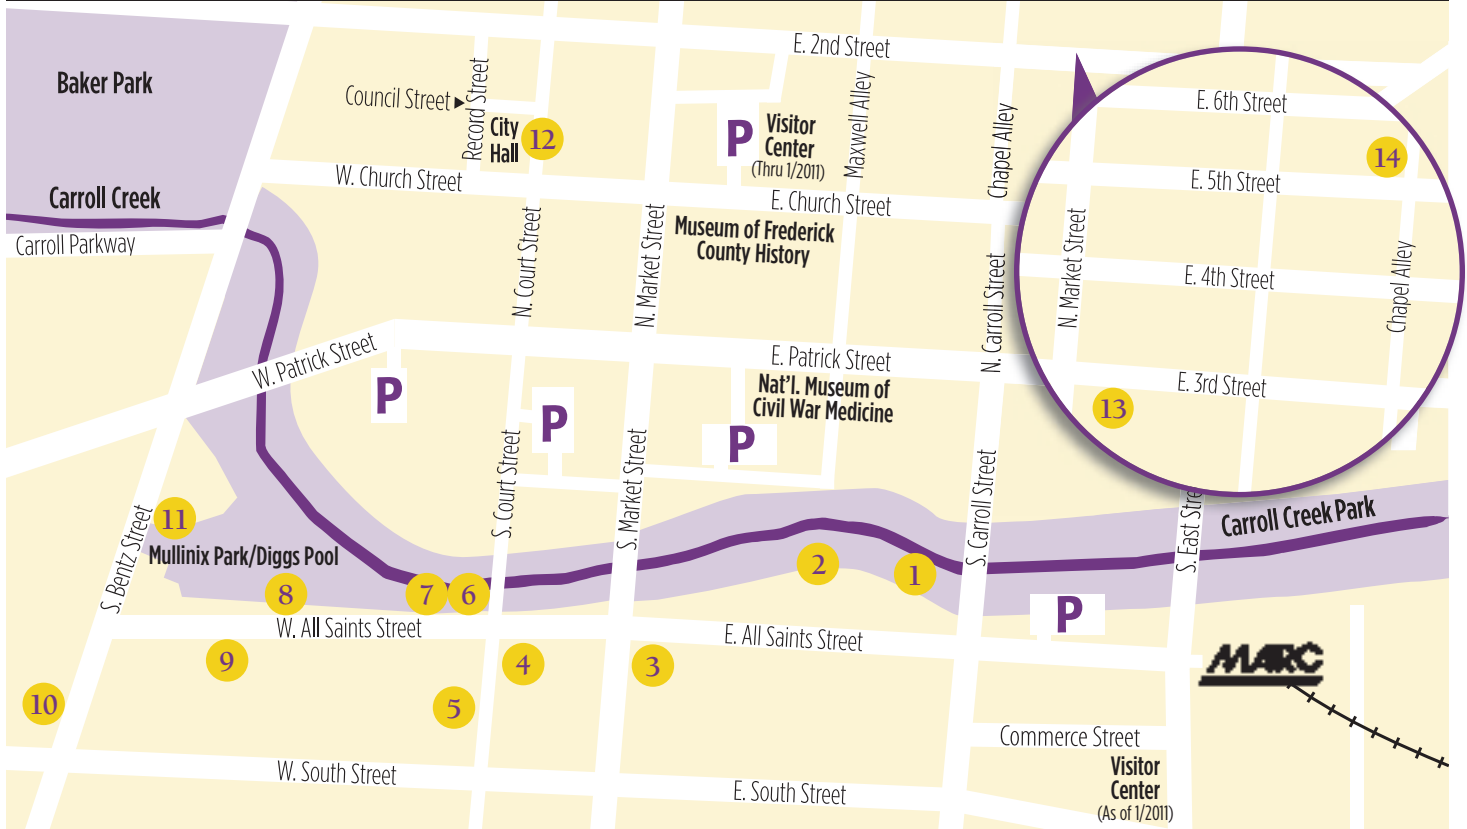 E. 2nd Street
Baker Park
Council Street
Record Street
City
Hall
12
P
Visitor
Center
(Thru 1/2011)
Maxwell Alley
Chapel Alley
E. 6th Street
14
E. 5th Street
W. Church Street
E. Church Street
Carroll Creek
Carroll Parkway
N. Court Street
N. Market Street
Museum of Frederick
County History
N. Carroll Street
N. Market Street
E. 4th Street
Chapel Alley
W. Patrick Street
E. Patrick Street
Nat'l. Museum of
Civil War Medicine
E. 3rd Street
13
P
P
P
S. Court Street
S. Market Street
S. Carroll Street
S. East Stre
Carroll Creek Park
11
S. Bentz Street
Mullinix Park/Diggs Pool
8
7
6
2
1
P
W. All Saints Street
E. All Saints Street
9
4
3
MARC
10
5
Commerce Street
W. South Street
E. South Street
Visitor
Center
(As of 1/2011)